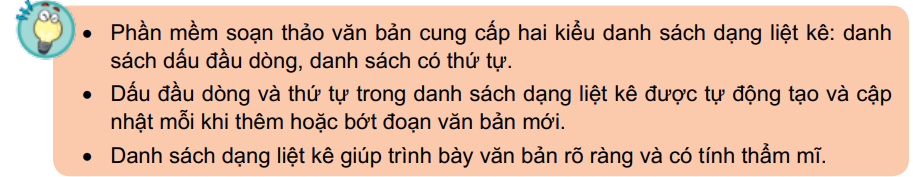 • Phần mềm soạn thảo văn bản cung cấp hai kiểu danh sách dạng liệt kê: danh
sách dấu đầu dòng, danh sách có thứ tự.
• Dấu đầu dòng và thứ tự trong danh sách dạng liệt kê được tự động tạo và cập
nhật mỗi khi thêm hoặc bớt đoạn văn bản mới.
• Danh sách dạng liệt kê giúp trình bày văn bản rõ ràng và có tính thẩm mĩ.